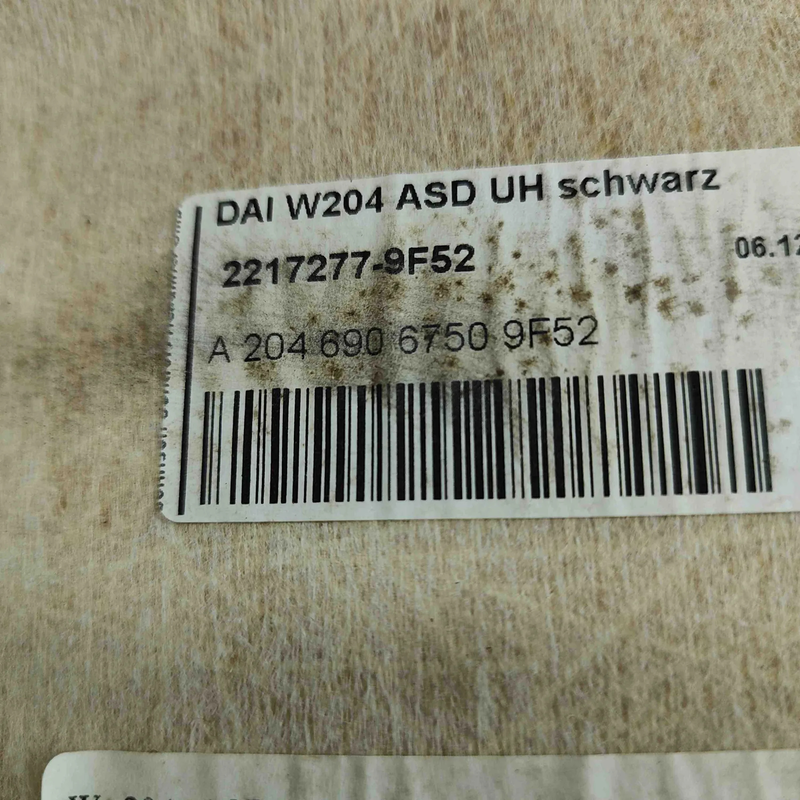 DAI W204 ASD UH schwarz
2217277-9F52
06.12
A 204 690 6750 9F52